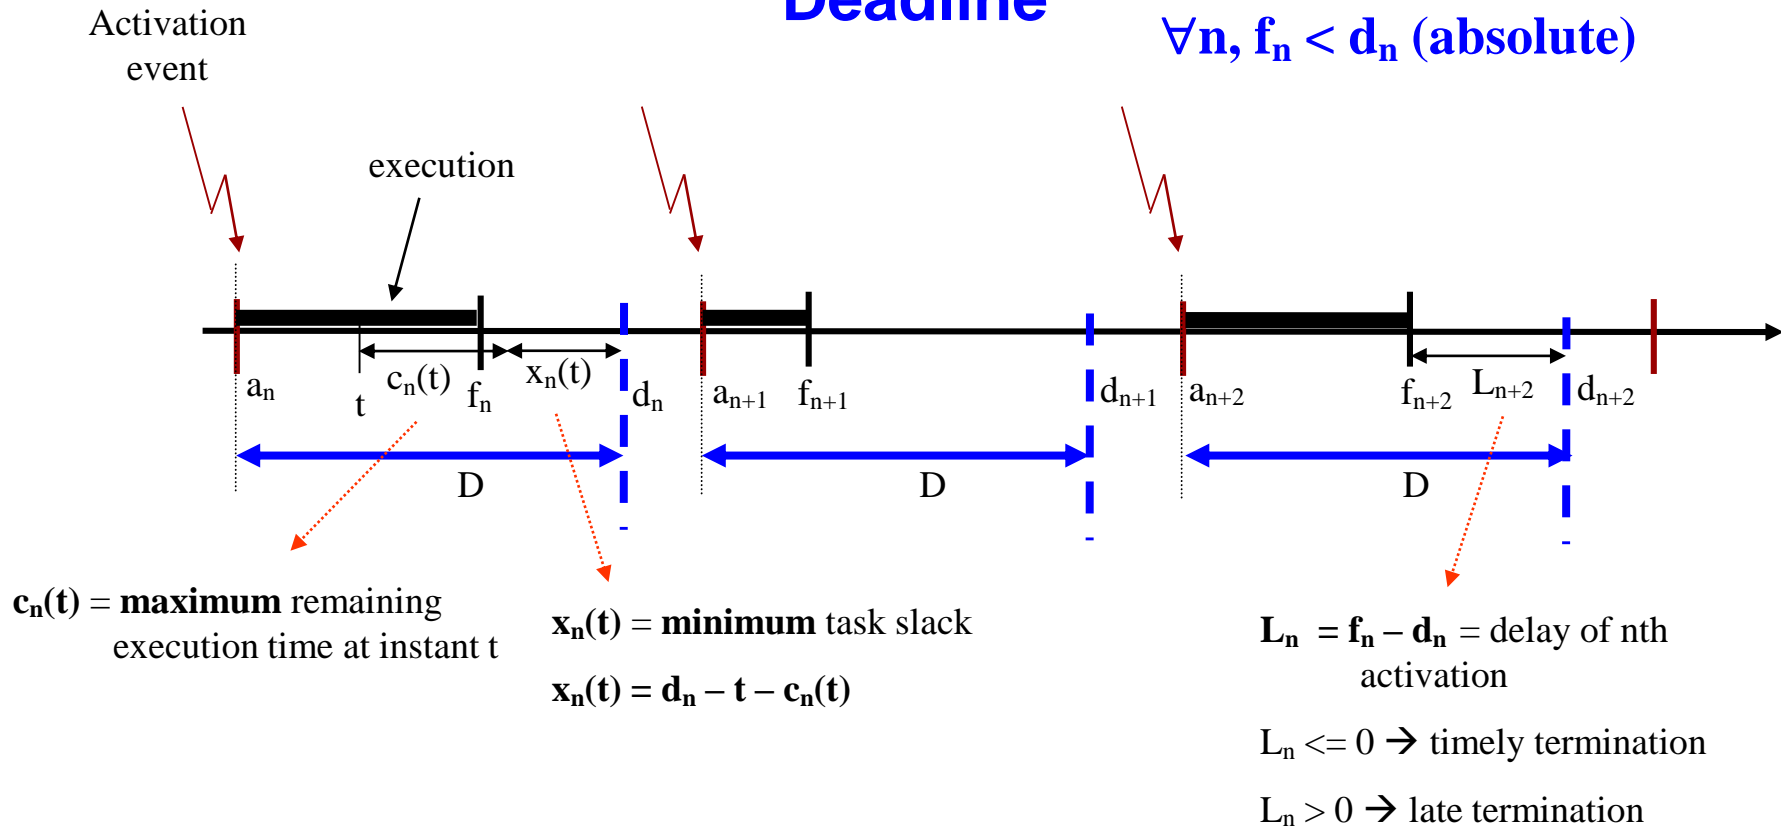 Deadline
∀n, fn < dn (absolute)
Activation
event
execution
an
t
cn(t)
fn
xn(t)
dn
an+1
fn+1
dn+1
an+2
fn+2
Ln+2
dn+2
D
D
D
cn(t) = maximum remaining
execution time at instant t
xn(t) = minimum task slack
xn(t) = dn – t – cn(t)
Ln = fn – dn = delay of nth
activation
Ln <= 0 → timely termination
Ln > 0 → late termination